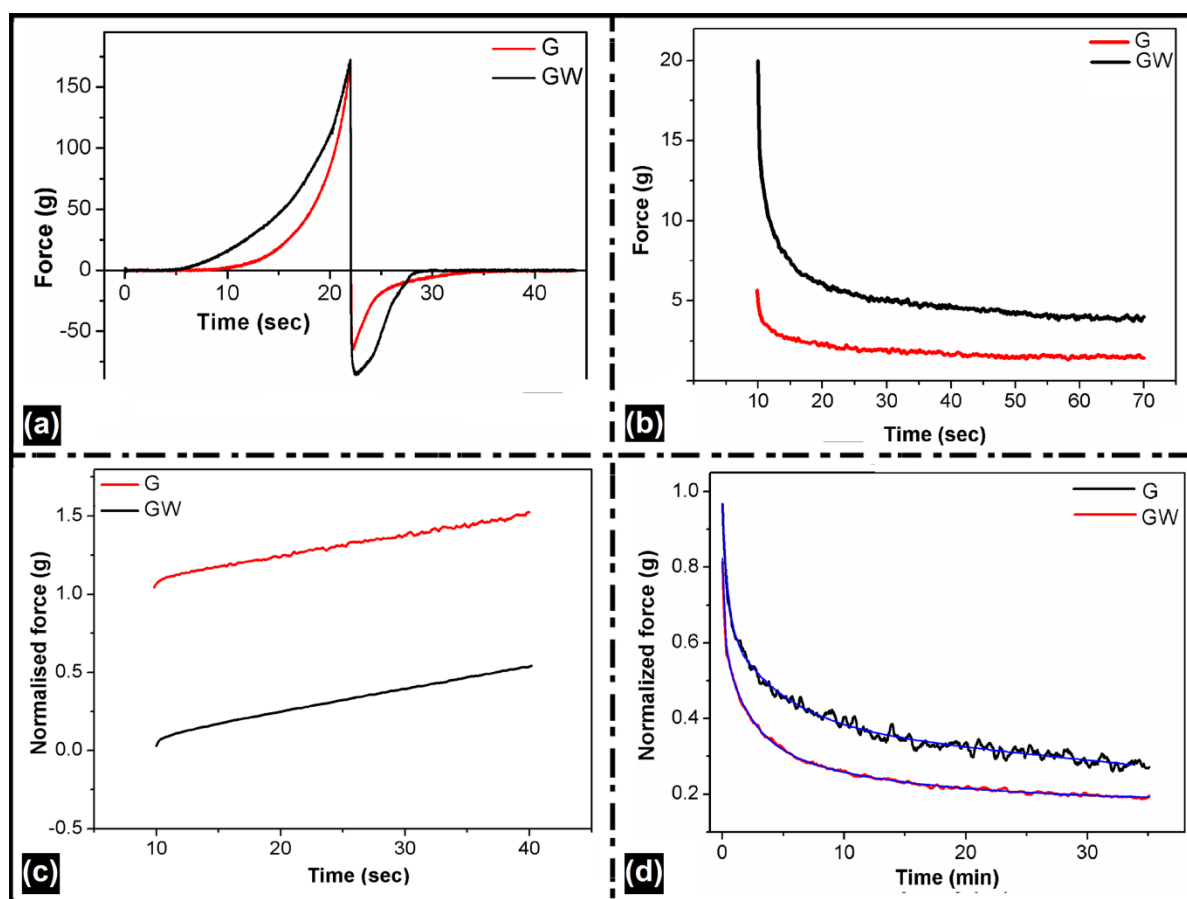 G
GW
150
100
50
0
-50
0 10 20 30 40
Force (g)
Time (sec)
(a)
G
GW
20
15
10
5
10 20 30 40 50 60 70
Force (g)
Time (sec)
(b)
G
GW
1.5
1.0
0.5
0.0
-0.5
10 20 30 40
Normalised force (g)
Time (sec)
(c)
G
GW
1.0
0.8
0.6
0.4
0.2
0 10 20 30
Normalized force (g)
Time (min)
(d)